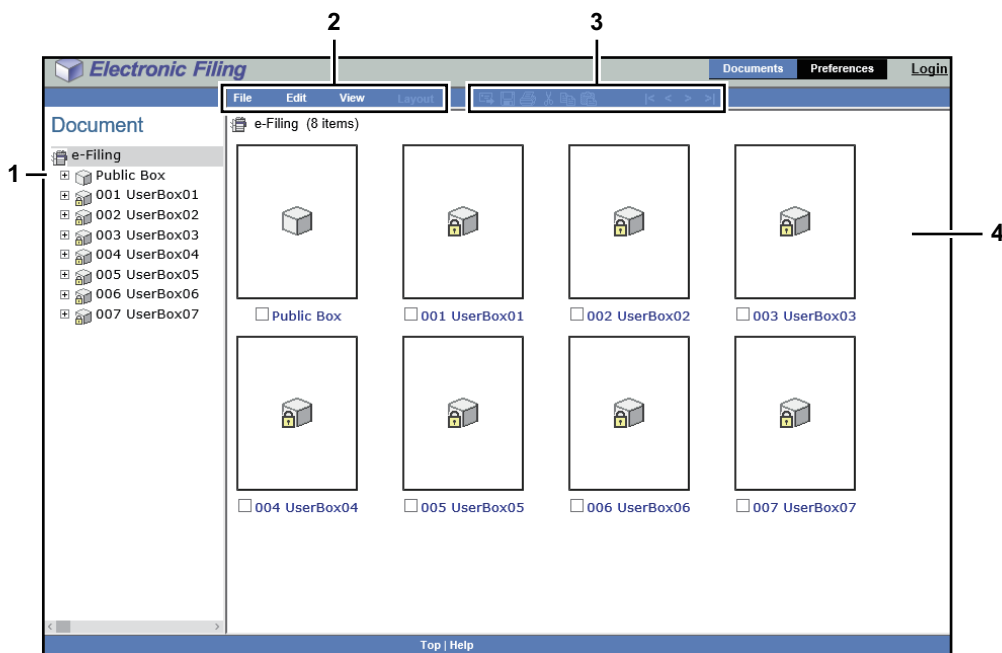 2 3
Electronic Filing Documents Preferences Login
File Edit View Layout |< < > >|
Document
e-Filing (8 items)
e-Filing
1
Public Box
001 UserBox01
002 UserBox02
003 UserBox03
004 UserBox04
005 UserBox05
006 UserBox06
007 UserBox07
4
Public Box 001 UserBox01 002 UserBox02 003 UserBox03
004 UserBox04 005 UserBox05 006 UserBox06 007 UserBox07
Top | Help